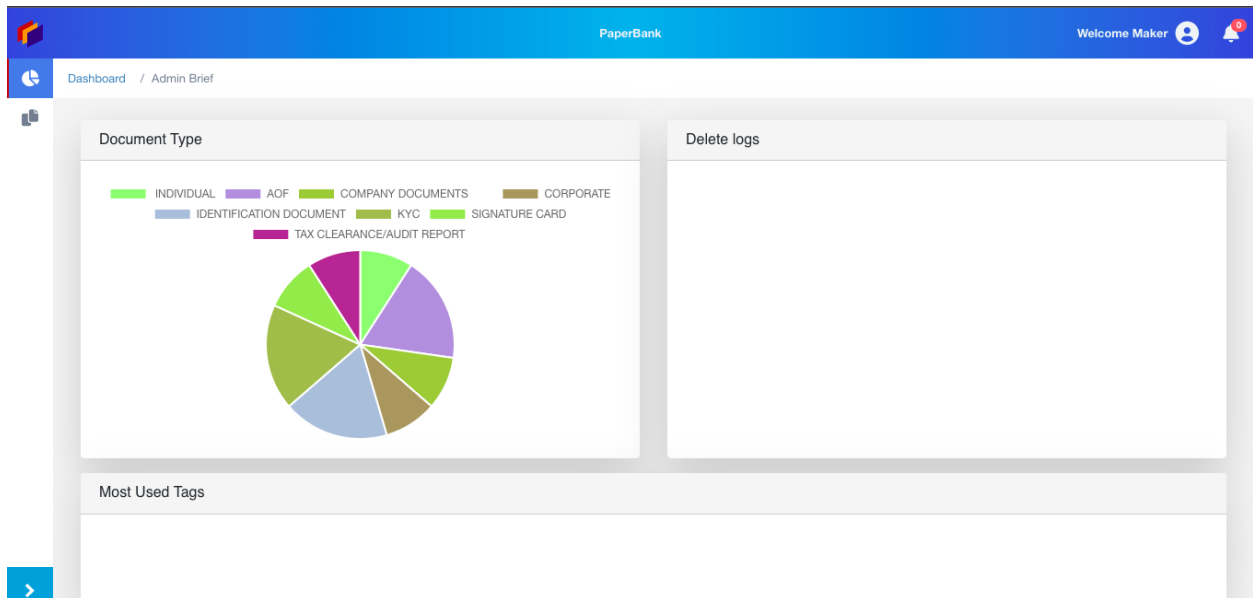 PaperBank
Welcome Maker
0
Dashboard / Admin Brief
Document Type
INDIVIDUAL AOF COMPANY DOCUMENTS CORPORATE
IDENTIFICATION DOCUMENT KYC SIGNATURE CARD
TAX CLEARANCE/AUDIT REPORT
Delete logs
Most Used Tags